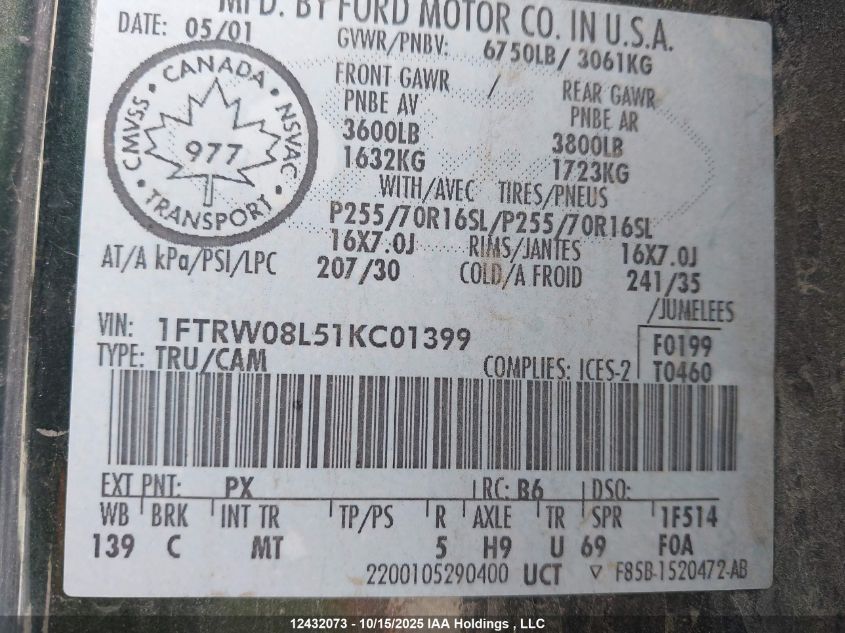 MFD. BY FORD MOTOR CO. IN U.S.A.
DATE: 05/01 GVWR/PNBV: 6750LB/ 3061KG
CANADA
CMVSS NSVAC
977
TRANSPORT
FRONT GAWR / REAR GAWR
PNBE AV PNBE AR
3600LB 3800LB
1632KG 1723KG
WITH/AVEC TIRES/PNEUS
P255/70R16SL/P255/70R16SL
16X7.0J RIMS/JANTES 16X7.0J
AT/A kPa/PSI/LPC 207/30 COLD/A FROID 241/35
/JUMELEES
VIN: 1FTRW08L51KC01399 F0199
TYPE: TRU/CAM COMPLIES: ICES-2 T0460
EXT PNT: PX RC: B6 DSO:
WB BRK INT TR TP/PS R AXLE TR SPR 1F514
139 C MT 5 H9 U 69 F0A
2200105290400 UCT F85B-1520472-AB
12432073 - 10/15/2025 IAA Holdings , LLC